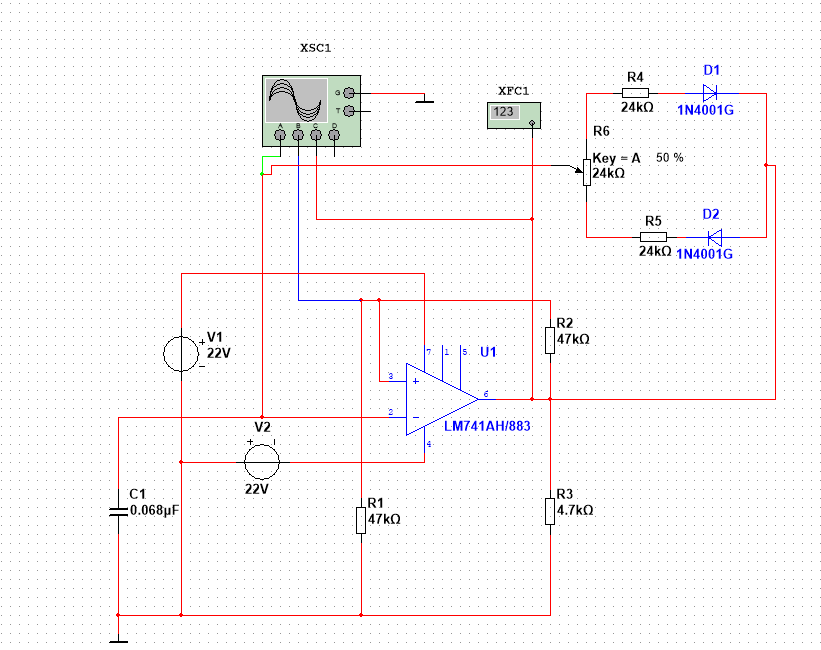 XSC1
G
T
A B C D
XFC1
123
R4
24kΩ
D1
1N4001G
R6
Key = A 50 %
24kΩ
R5
24kΩ
D2
1N4001G
V1
+
22V
−
R2
47kΩ
U1
7 1 5
3
+
6
2
−
4
LM741AH/883
V2
+ −
22V
C1
0.068µF
R1
47kΩ
R3
4.7kΩ